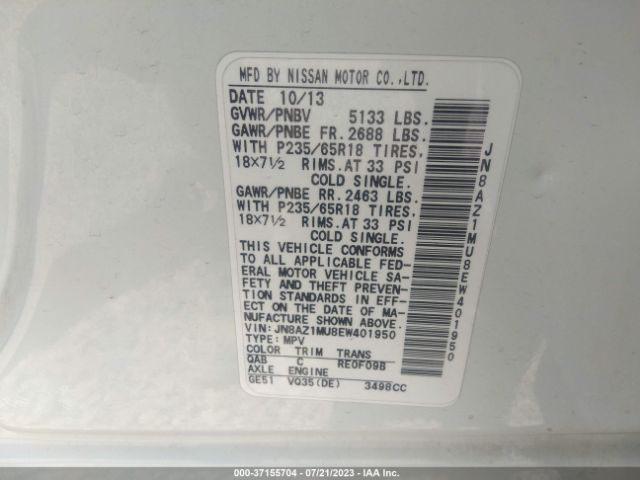 MFD BY NISSAN MOTOR CO.,LTD.
DATE 10/13
GVWR/PNBV 5133 LBS.
GAWR/PNBE FR. 2688 LBS.
WITH P235/65R18 TIRES,
18×7½ RIMS. AT 33 PSI
COLD SINGLE.
GAWR/PNBE RR. 2463 LBS.
WITH P235/65R18 TIRES,
18×7½ RIMS. AT 33 PSI
COLD SINGLE.
THIS VEHICLE CONFORMS
TO ALL APPLICABLE FED-
ERAL MOTOR VEHICLE SA-
FETY AND THEFT PREVEN-
TION STANDARDS IN EFF-
ECT ON THE DATE OF MA-
NUFACTURE SHOWN ABOVE.
VIN: JN8AZ1MU8EW401950
TYPE: MPV
COLOR TRIM TRANS
QAB C RE0F09B
AXLE ENGINE
GE51 VQ35(DE) 3498CC
JN8AZ1MU8EW401950
000-37155704 - 07/21/2023 - IAA Inc.